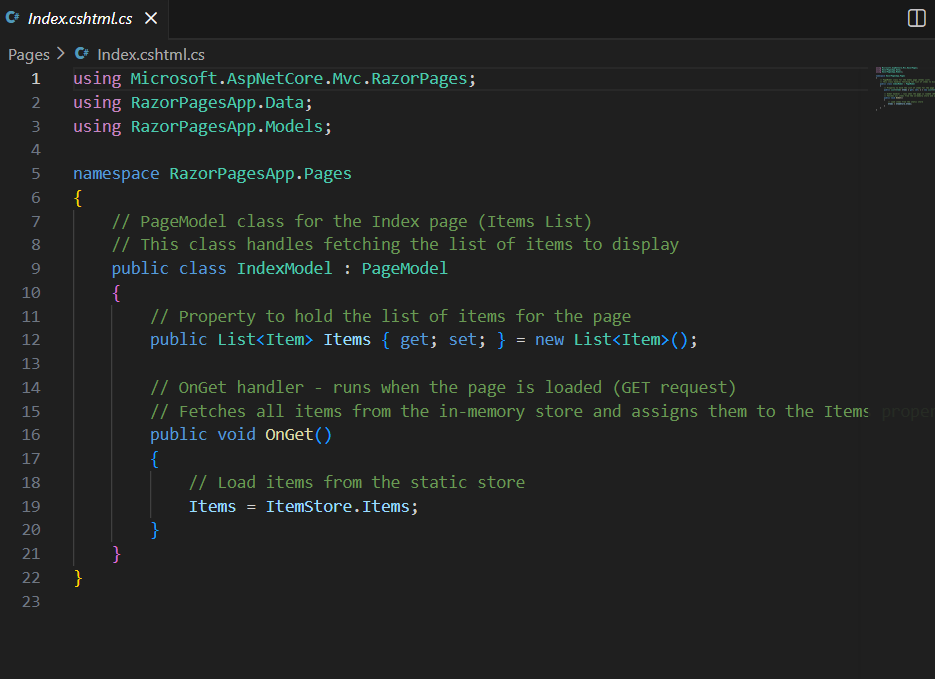 Index.cshtml.cs
Pages > Index.cshtml.cs
1 using Microsoft.AspNetCore.Mvc.RazorPages;
2 using RazorPagesApp.Data;
3 using RazorPagesApp.Models;
4
5 namespace RazorPagesApp.Pages
6 {
7     // PageModel class for the Index page (Items List)
8     // This class handles fetching the list of items to display
9     public class IndexModel : PageModel
10     {
11         // Property to hold the list of items for the page
12         public List<Item> Items { get; set; } = new List<Item>();
13
14         // OnGet handler - runs when the page is loaded (GET request)
15         // Fetches all items from the in-memory store and assigns them to the Items
16         public void OnGet()
17         {
18             // Load items from the static store
19             Items = ItemStore.Items;
20         }
21     }
22 }
23